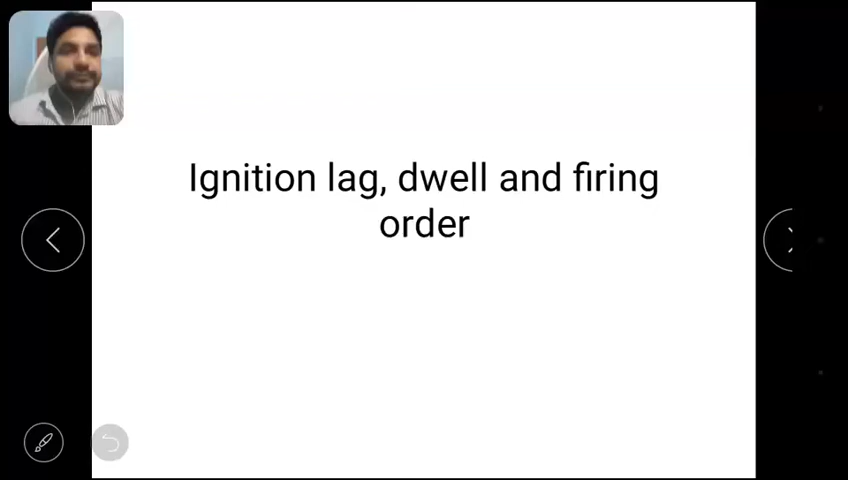 Ignition lag, dwell and firing
order